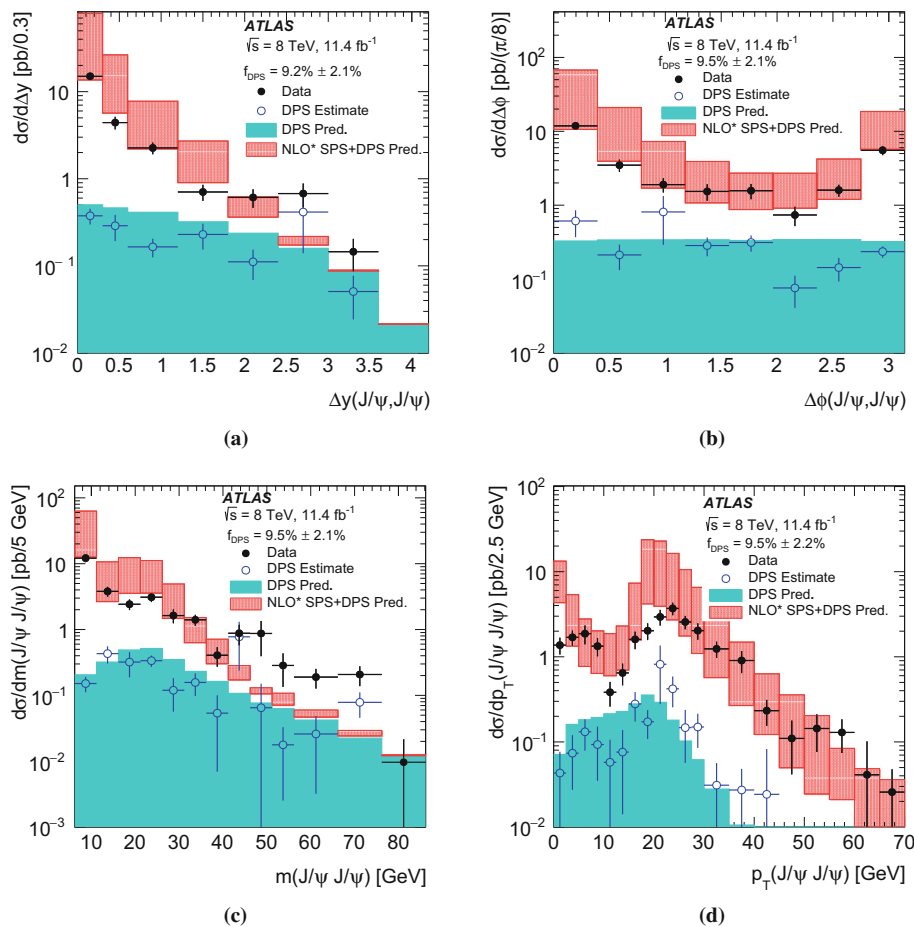 dσ/dΔy [pb/0.3]
10
1
10⁻¹
10⁻²
ATLAS
√s = 8 TeV, 11.4 fb⁻¹
f_DPS = 9.2% ± 2.1%
Data
DPS Estimate
DPS Pred.
NLO* SPS+DPS Pred.
0 0.5 1 1.5 2 2.5 3 3.5 4
Δy(J/ψ,J/ψ)
(a)
dσ/dΔϕ [pb/(π/8)]
10²
10
1
10⁻¹
10⁻²
ATLAS
√s = 8 TeV, 11.4 fb⁻¹
f_DPS = 9.5% ± 2.1%
Data
DPS Estimate
DPS Pred.
NLO* SPS+DPS Pred.
0 0.5 1 1.5 2 2.5 3
Δϕ(J/ψ,J/ψ)
(b)
dσ/dm(J/ψ J/ψ) [pb/5 GeV]
10²
10
1
10⁻¹
10⁻²
10⁻³
ATLAS
√s = 8 TeV, 11.4 fb⁻¹
f_DPS = 9.5% ± 2.1%
Data
DPS Estimate
DPS Pred.
NLO* SPS+DPS Pred.
10 20 30 40 50 60 70 80
m(J/ψ J/ψ) [GeV]
(c)
dσ/dp_T(J/ψ J/ψ) [pb/2.5 GeV]
10²
10
1
10⁻¹
10⁻²
ATLAS
√s = 8 TeV, 11.4 fb⁻¹
f_DPS = 9.5% ± 2.2%
Data
DPS Estimate
DPS Pred.
NLO* SPS+DPS Pred.
0 10 20 30 40 50 60 70
p_T(J/ψ J/ψ) [GeV]
(d)